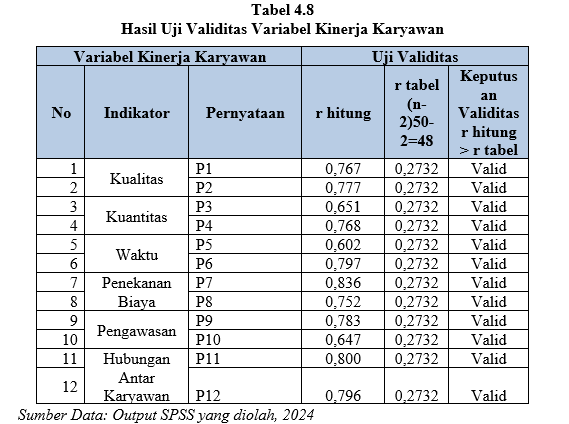 Tabel 4.8
Hasil Uji Validitas Variabel Kinerja Karyawan
Variabel Kinerja Karyawan Uji Validitas
No Indikator Pernyataan r hitung r tabel (n-2)50-2=48 Keputusan Validitas r hitung > r tabel
1 Kualitas P1 0,767 0,2732 Valid
2 P2 0,777 0,2732 Valid
3 Kuantitas P3 0,651 0,2732 Valid
4 P4 0,768 0,2732 Valid
5 Waktu P5 0,602 0,2732 Valid
6 P6 0,797 0,2732 Valid
7 Penekanan Biaya P7 0,836 0,2732 Valid
8 P8 0,752 0,2732 Valid
9 Pengawasan P9 0,783 0,2732 Valid
10 P10 0,647 0,2732 Valid
11 Hubungan Antar Karyawan P11 0,800 0,2732 Valid
12 P12 0,796 0,2732 Valid
Sumber Data: Output SPSS yang diolah, 2024